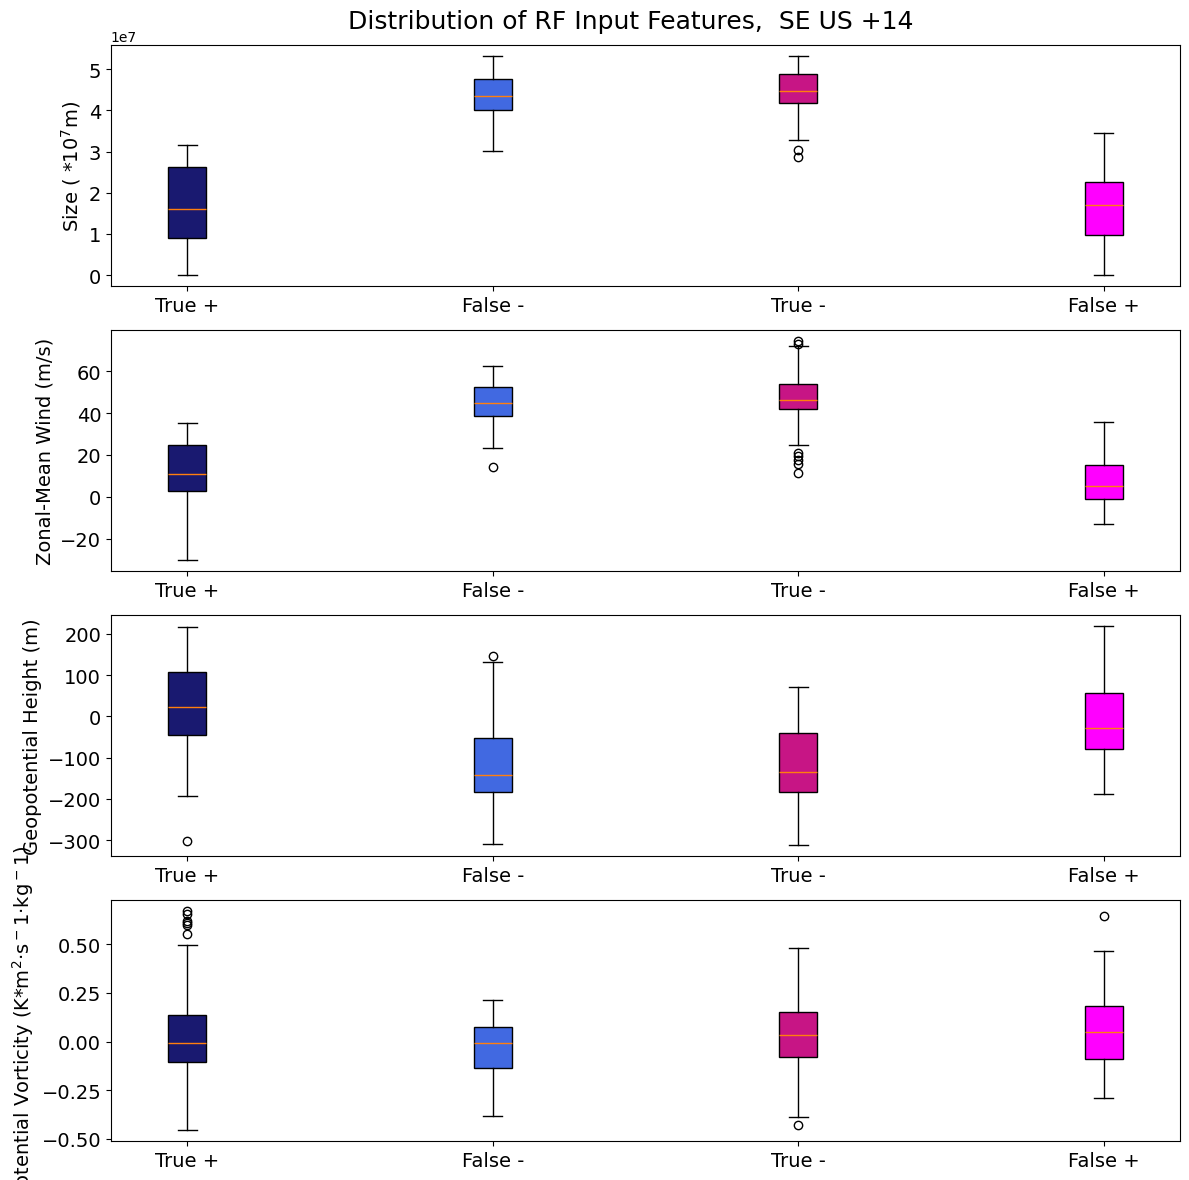 Distribution of RF Input Features,  SE US +14
1e7
Size ( *10⁷m)
5
4
3
2
1
0
True +
False -
True -
False +
Zonal-Mean Wind (m/s)
60
40
20
0
−20
True +
False -
True -
False +
Geopotential Height (m)
200
100
0
−100
−200
−300
True +
False -
True -
False +
otential Vorticity (K*m²·s⁻1·kg⁻1)
0.50
0.25
0.00
−0.25
−0.50
True +
False -
True -
False +